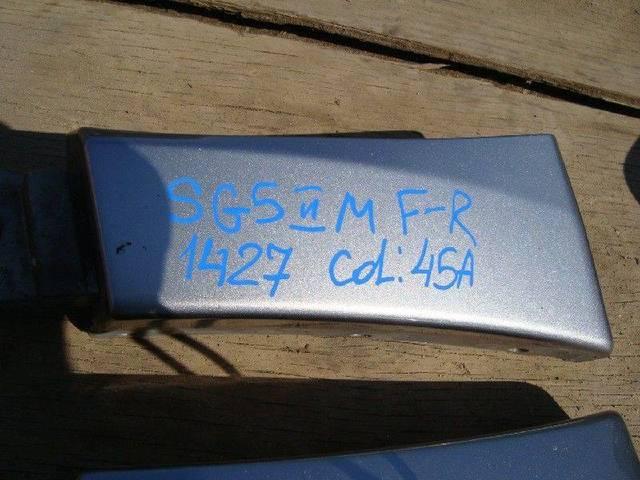 SG5 II M F-R
1427 COL: 45A